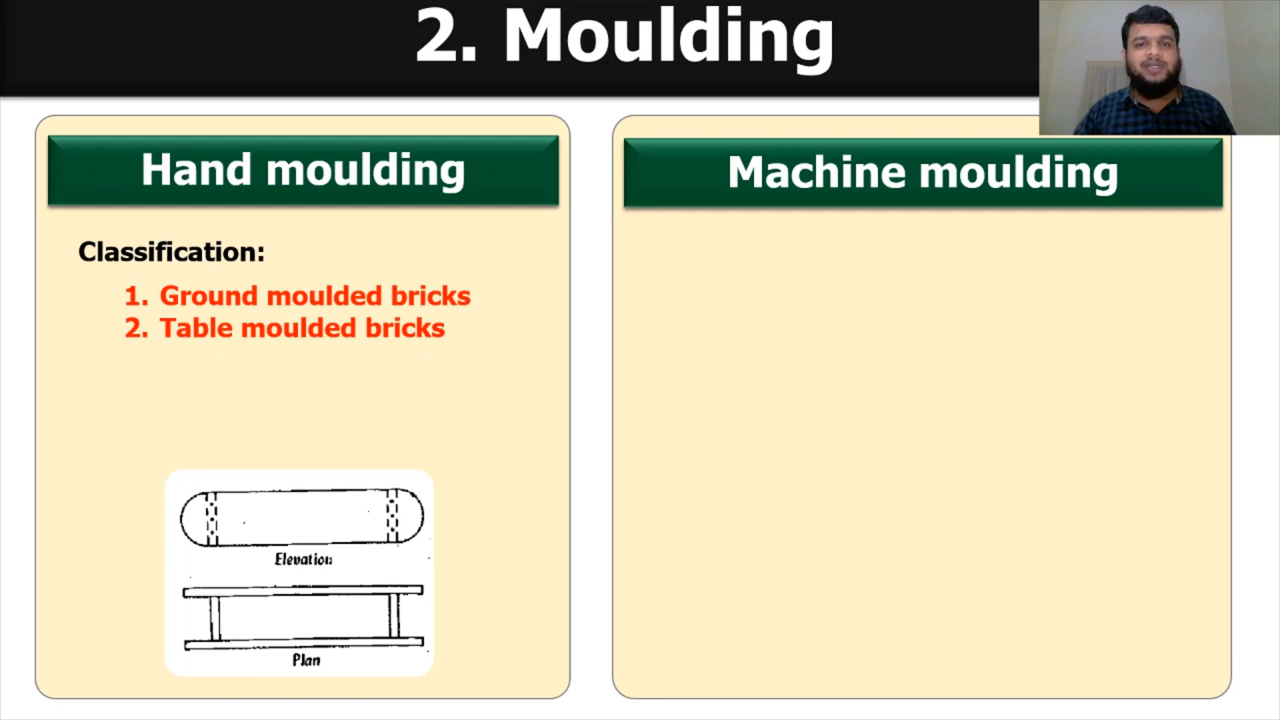 2. Moulding
Hand moulding
Classification:
1. Ground moulded bricks
2. Table moulded bricks
Elevation
Plan
Machine moulding